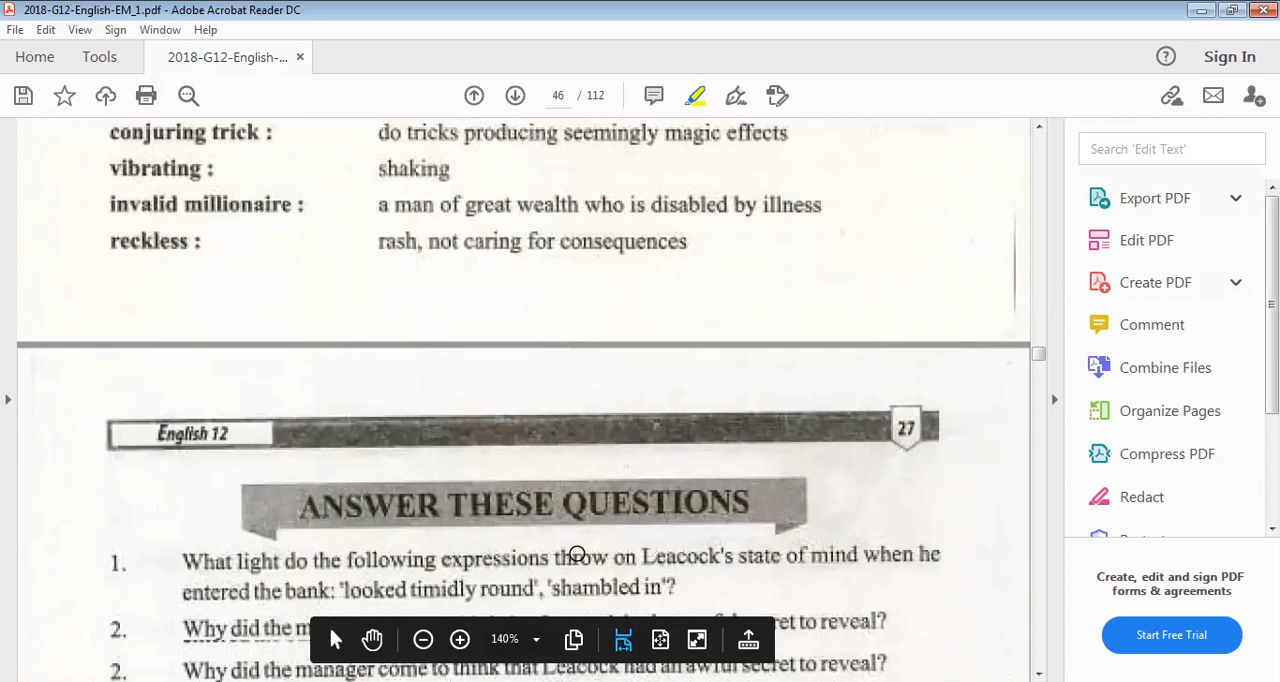 2018-G12-English-EM_1.pdf - Adobe Acrobat Reader DC
File Edit View Sign Window Help
Home Tools 2018-G12-English-... × Sign In
46 / 112
conjuring trick : do tricks producing seemingly magic effects
vibrating : shaking
invalid millionaire : a man of great wealth who is disabled by illness
reckless : rash, not caring for consequences
English 12 27
ANSWER THESE QUESTIONS
1. What light do the following expressions throw on Leacock's state of mind when he
entered the bank: 'looked timidly round', 'shambled in'?
2. Why did the m ret to reveal?
140%
2. Why did the manager come to think that Leacock had an awful secret to reveal?
Search 'Edit Text'
Export PDF
Edit PDF
Create PDF
Comment
Combine Files
Organize Pages
Compress PDF
Redact
Create, edit and sign PDF
forms & agreements
Start Free Trial